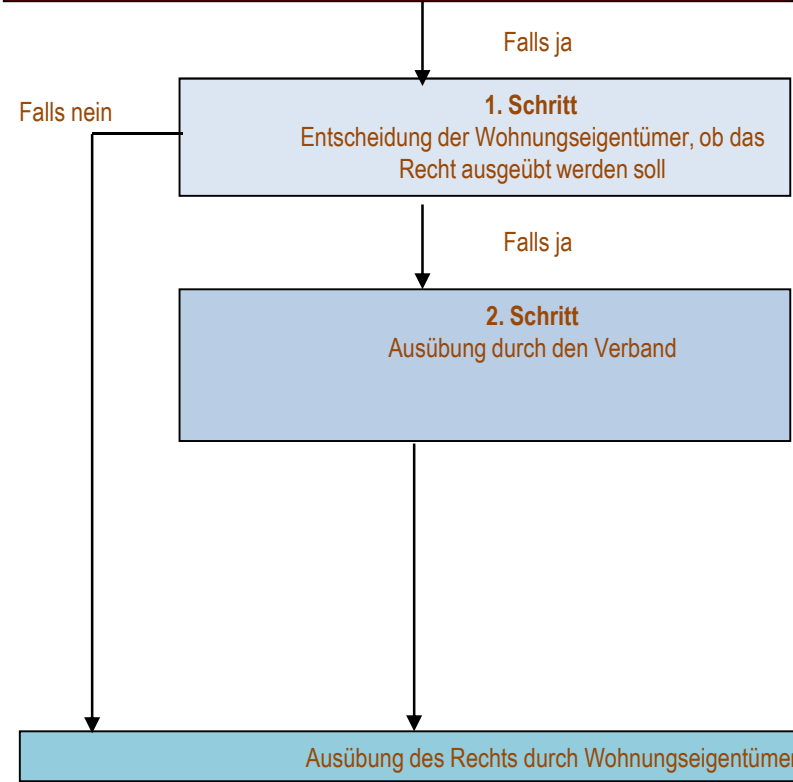 Falls ja
Falls nein
1. Schritt
Entscheidung der Wohnungseigentümer, ob das
Recht ausgeübt werden soll
Falls ja
2. Schritt
Ausübung durch den Verband
Ausübung des Rechts durch Wohnungseigentümer